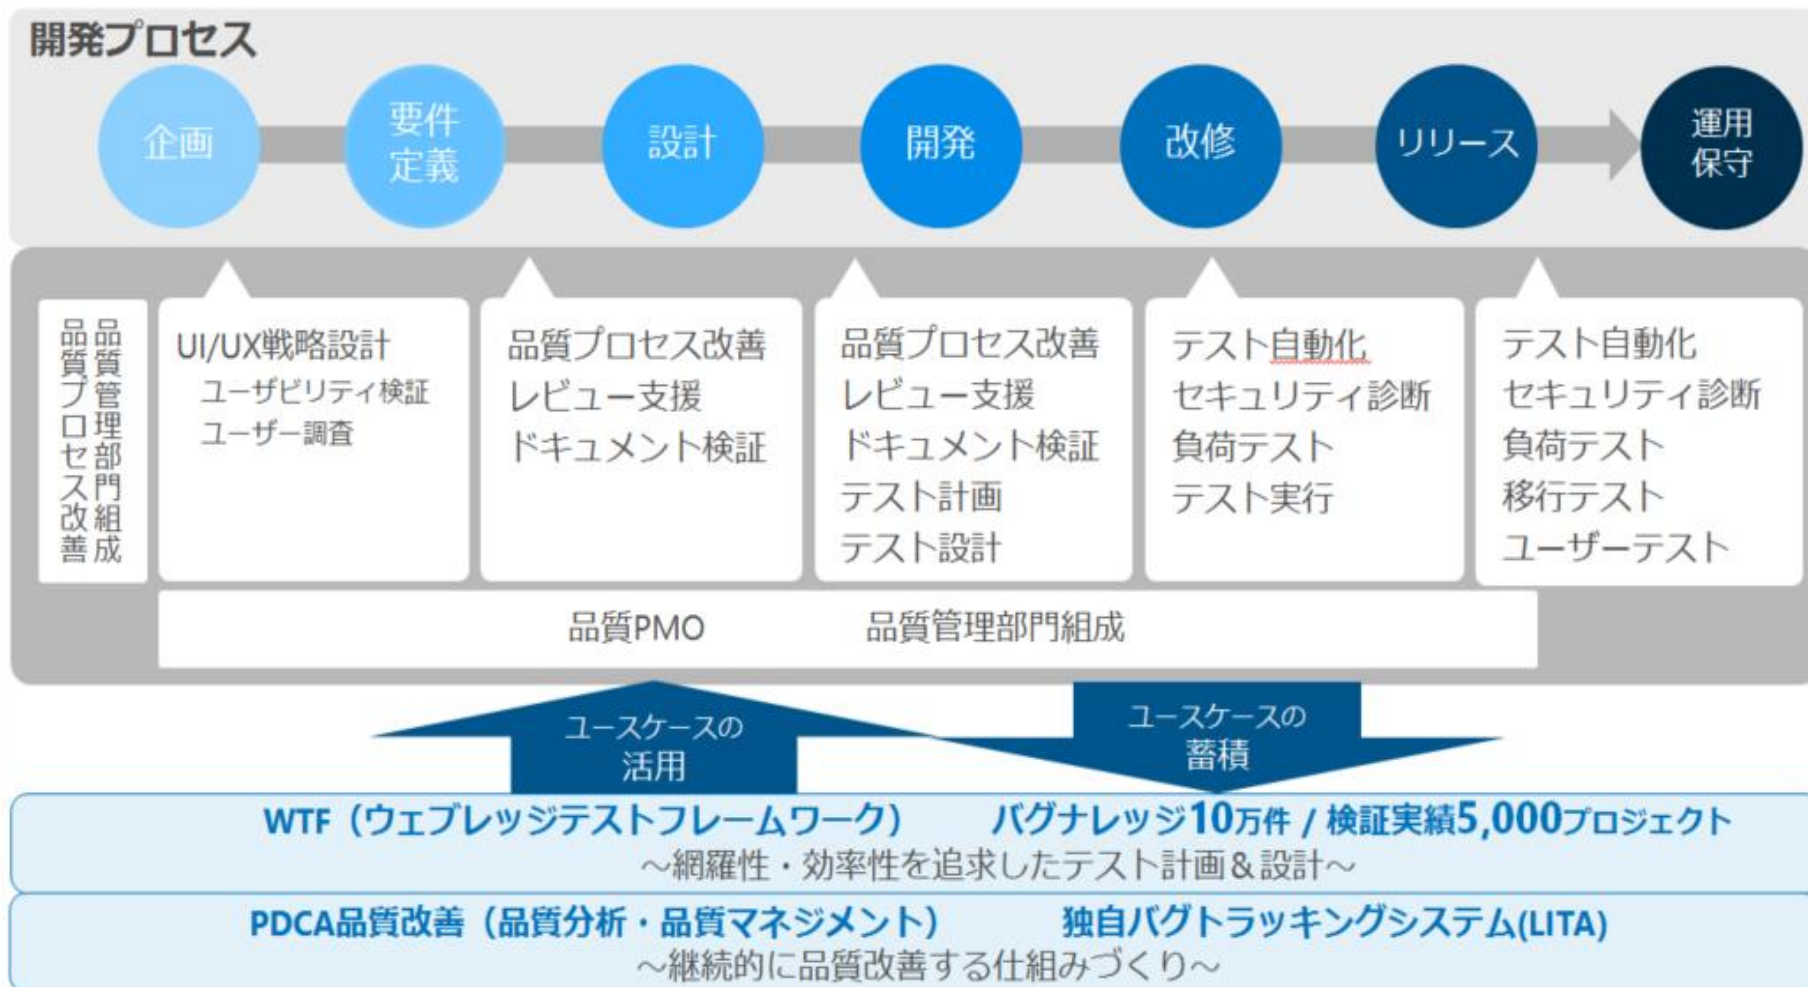 開発プロセス
企画
要件
定義
設計
開発
改修
リリース
運用
保守
品質管理部門組成
品質プロセス改善
UI/UX戦略設計
ユーザビリティ検証
ユーザー調査
品質プロセス改善
レビュー支援
ドキュメント検証
品質プロセス改善
レビュー支援
ドキュメント検証
テスト計画
テスト設計
テスト自動化
セキュリティ診断
負荷テスト
テスト実行
テスト自動化
セキュリティ診断
負荷テスト
移行テスト
ユーザーテスト
品質PMO 品質管理部門組成
ユースケースの
活用
ユースケースの
蓄積
WTF（ウェブレッジテストフレームワーク） バグナレッジ10万件 / 検証実績5,000プロジェクト
～網羅性・効率性を追求したテスト計画＆設計～
PDCA品質改善（品質分析・品質マネジメント） 独自バグトラッキングシステム(LITA)
～継続的に品質改善する仕組みづくり～